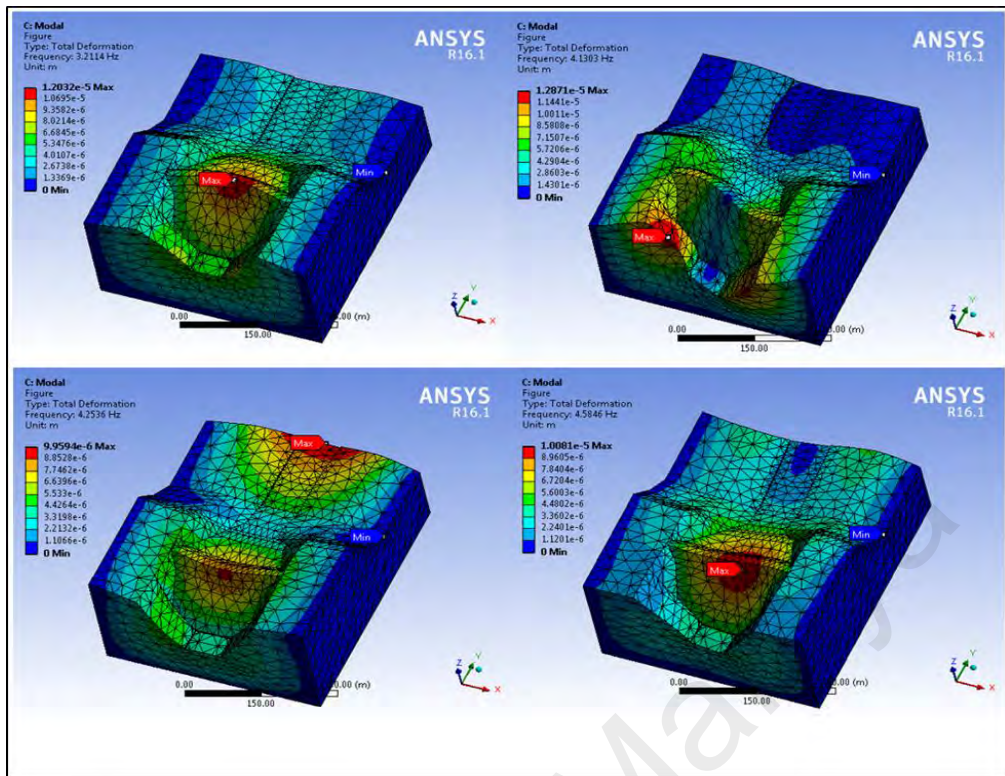 C: Modal
Figure
Type: Total Deformation
Frequency: 3.2114 Hz
Unit: m
ANSYS
R16.1
1.2032e-5 Max
1.0695e-5
9.3582e-6
8.0214e-6
6.6845e-6
5.3476e-6
4.0107e-6
2.6738e-6
1.3369e-6
0 Min
Max
Min
0.00
150.00
(m)
Z
Y
X
C: Modal
Figure
Type: Total Deformation
Frequency: 4.1303 Hz
Unit: m
ANSYS
R16.1
1.2871e-5 Max
1.1441e-5
1.0011e-5
8.5808e-6
7.1507e-6
5.7206e-6
4.2904e-6
2.8603e-6
1.4301e-6
0 Min
Max
Min
0.00
150.00
(m)
Z
Y
X
C: Modal
Figure
Type: Total Deformation
Frequency: 4.2536 Hz
Unit: m
ANSYS
R16.1
9.9594e-6 Max
8.8528e-6
7.7462e-6
6.6396e-6
5.533e-6
4.4264e-6
3.3198e-6
2.2132e-6
1.1066e-6
0 Min
Max
Min
0.00
150.00
(m)
Z
Y
X
C: Modal
Figure
Type: Total Deformation
Frequency: 4.5846 Hz
Unit: m
ANSYS
R16.1
1.0081e-5 Max
8.9605e-6
7.8404e-6
6.7204e-6
5.6003e-6
4.4802e-6
3.3602e-6
2.2401e-6
1.1201e-6
0 Min
Max
Min
0.00
150.00
(m)
Z
Y
X